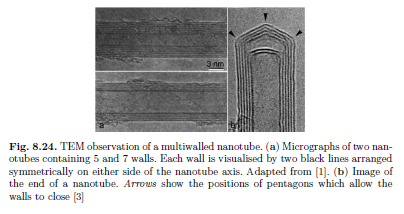 3 nm
a
b
Fig. 8.24. TEM observation of a multiwalled nanotube. (a) Micrographs of two nan-
otubes containing 5 and 7 walls. Each wall is visualised by two black lines arranged
symmetrically on either side of the nanotube axis. Adapted from [1]. (b) Image of
the end of a nanotube. Arrows show the positions of pentagons which allow the
walls to close [3]